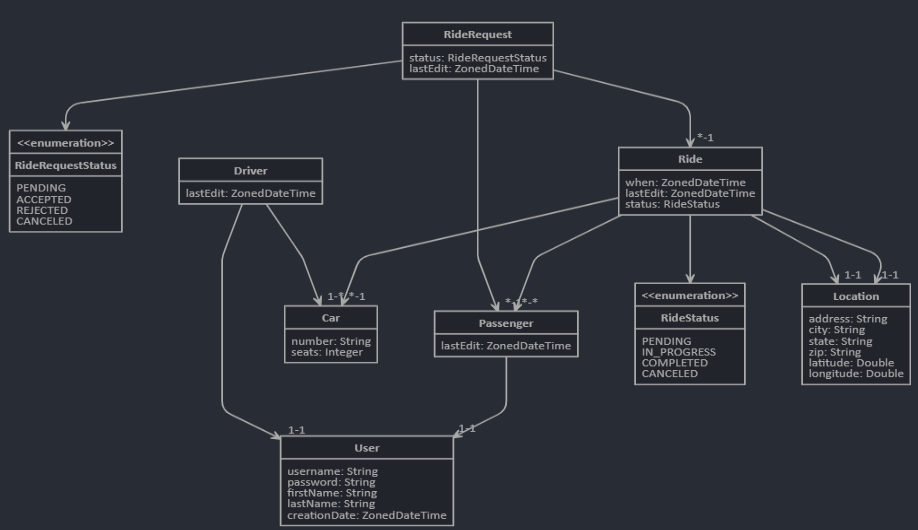 RideRequest
status: RideRequestStatus
lastEdit: ZonedDateTime
<<enumeration>>
RideRequestStatus
PENDING
ACCEPTED
REJECTED
CANCELED
Driver
lastEdit: ZonedDateTime
*-1
Ride
when: ZonedDateTime
lastEdit: ZonedDateTime
status: RideStatus
1-*
*-1
Car
number: String
seats: Integer
*-1
*-*
Passenger
lastEdit: ZonedDateTime
<<enumeration>>
RideStatus
PENDING
IN_PROGRESS
COMPLETED
CANCELED
1-1
1-1
Location
address: String
city: String
state: String
zip: String
latitude: Double
longitude: Double
1-1
1-1
User
username: String
password: String
firstName: String
lastName: String
creationDate: ZonedDateTime